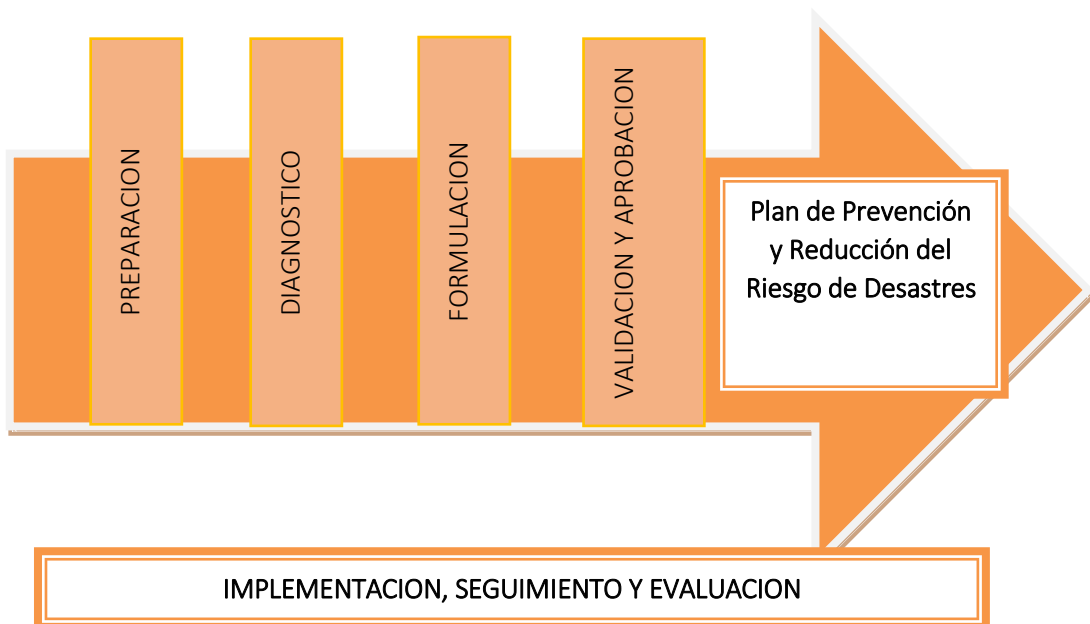 PREPARACION
DIAGNOSTICO
FORMULACION
VALIDACION Y APROBACION
Plan de Prevención
y Reducción del
Riesgo de Desastres
IMPLEMENTACION, SEGUIMIENTO Y EVALUACION